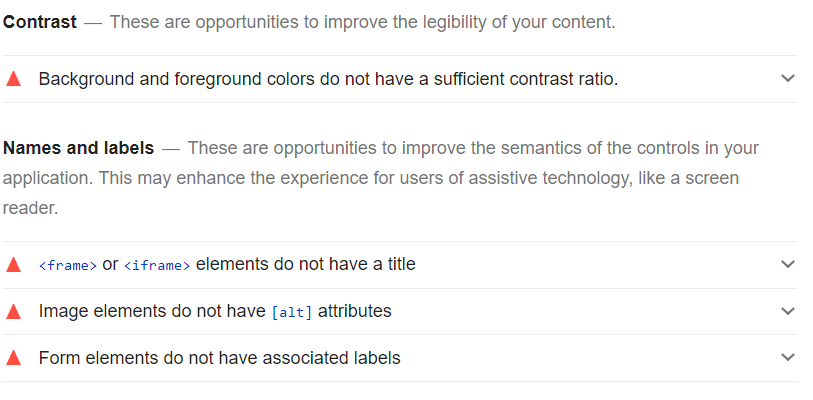 Contrast — These are opportunities to improve the legibility of your content.
Background and foreground colors do not have a sufficient contrast ratio.
Names and labels — These are opportunities to improve the semantics of the controls in your
application. This may enhance the experience for users of assistive technology, like a screen
reader.
<frame> or <iframe> elements do not have a title
Image elements do not have [alt] attributes
Form elements do not have associated labels